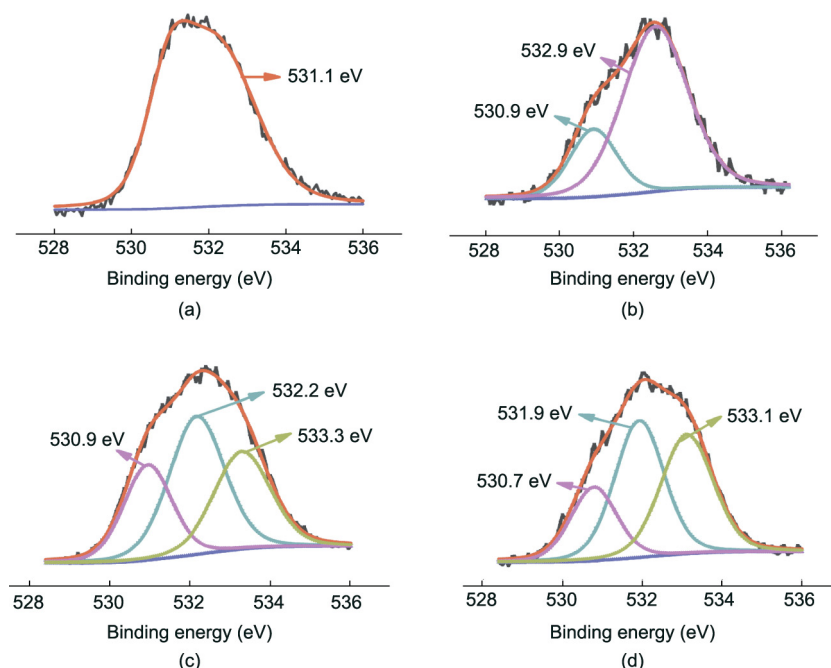 531.1 eV
528 530 532 534 536
Binding energy (eV)
(a)
532.9 eV
530.9 eV
528 530 532 534 536
Binding energy (eV)
(b)
532.2 eV
530.9 eV
533.3 eV
528 530 532 534 536
Binding energy (eV)
(c)
531.9 eV
533.1 eV
530.7 eV
528 530 532 534 536
Binding energy (eV)
(d)